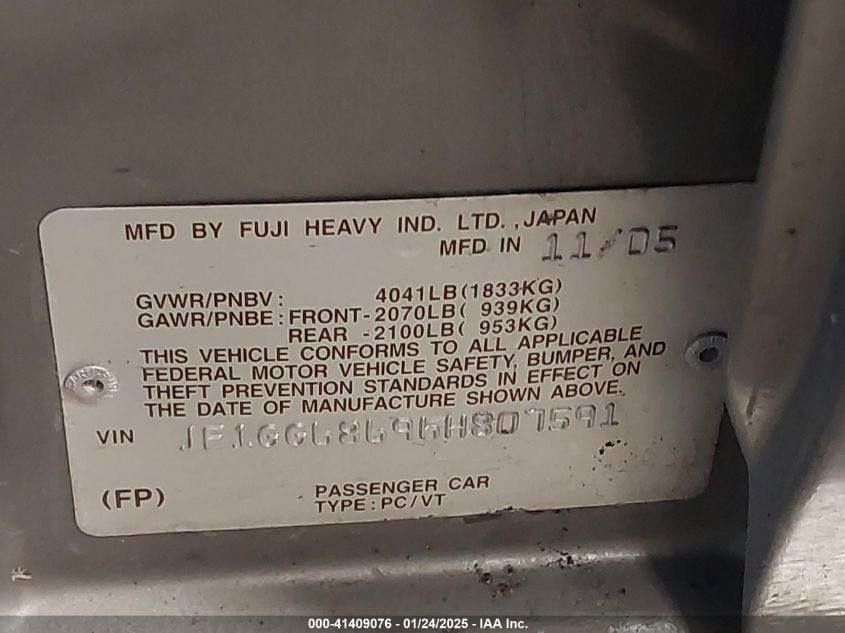 MFD BY FUJI HEAVY IND. LTD., JAPAN
MFD IN 11/05
GVWR/PNBV: 4041LB(1833KG)
GAWR/PNBE: FRONT-2070LB( 939KG)
REAR -2100LB( 953KG)
THIS VEHICLE CONFORMS TO ALL APPLICABLE
FEDERAL MOTOR VEHICLE SAFETY, BUMPER, AND
THEFT PREVENTION STANDARDS IN EFFECT ON
THE DATE OF MANUFACTURE SHOWN ABOVE.
VIN JF1GG68696H807591
(FP) PASSENGER CAR
TYPE: PC/VT
000-41409076 - 01/24/2025 - IAA Inc.